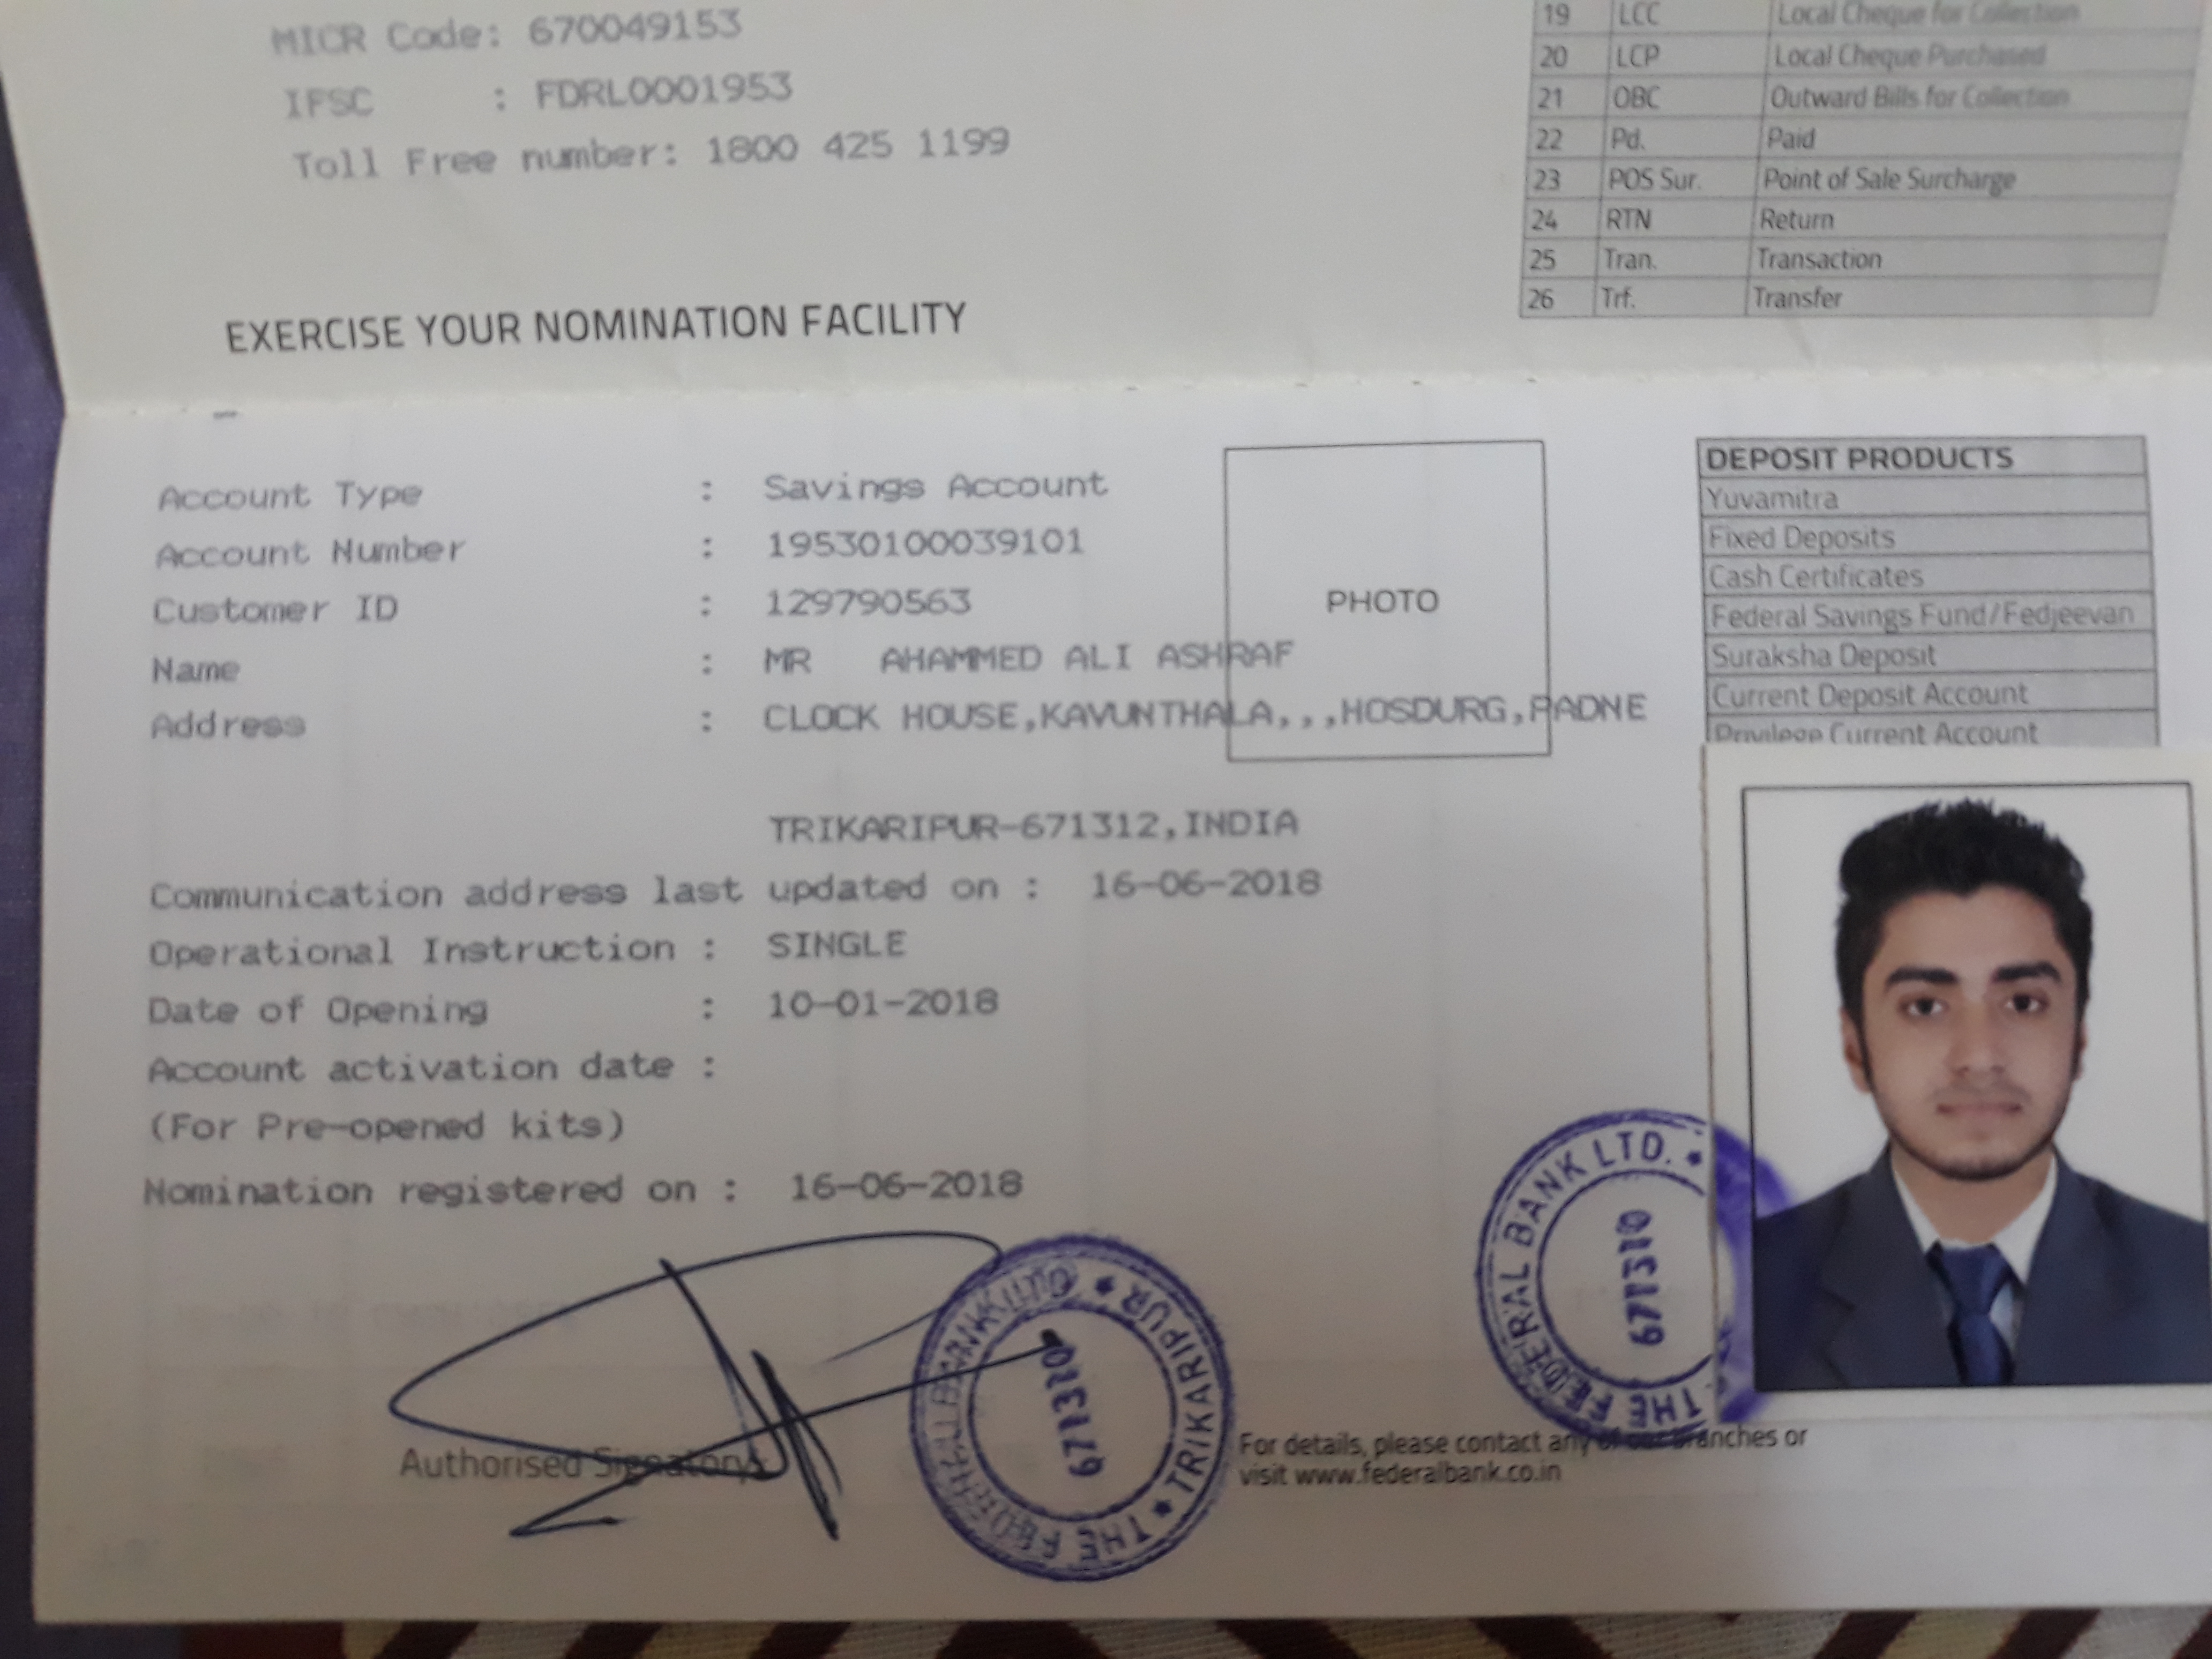 MICR Code: 670049153
IFSC : FDRL0001953
Toll Free number: 1800 425 1199
EXERCISE YOUR NOMINATION FACILITY
19 LCC Local Cheque for Collection
20 LCP Local Cheque Purchased
21 OBC Outward Bills for Collection
22 Pd. Paid
23 POS Sur. Point of Sale Surcharge
24 RTN Return
25 Tran. Transaction
26 Trf. Transfer
Account Type : Savings Account
Account Number : 19530100039101
Customer ID : 129790563
Name : MR AHAMMED ALI ASHRAF
Address : CLOCK HOUSE,KAVUNTHALA,,,HOSDURG,PADNE
TRIKARIPUR-671312,INDIA
Communication address last updated on : 16-06-2018
Operational Instruction : SINGLE
Date of Opening : 10-01-2018
Account activation date :
(For Pre-opened kits)
Nomination registered on : 16-06-2018
PHOTO
DEPOSIT PRODUCTS
Yuvamitra
Fixed Deposits
Cash Certificates
Federal Savings Fund/Fedjeevan
Suraksha Deposit
Current Deposit Account
Privilege Current Account
Authorised Signatory
THE FEDERAL BANK LTD
TRIKARIPUR
THE FEDERAL BANK LTD.
For details, please contact any of our branches or
visit www.federalbank.co.in